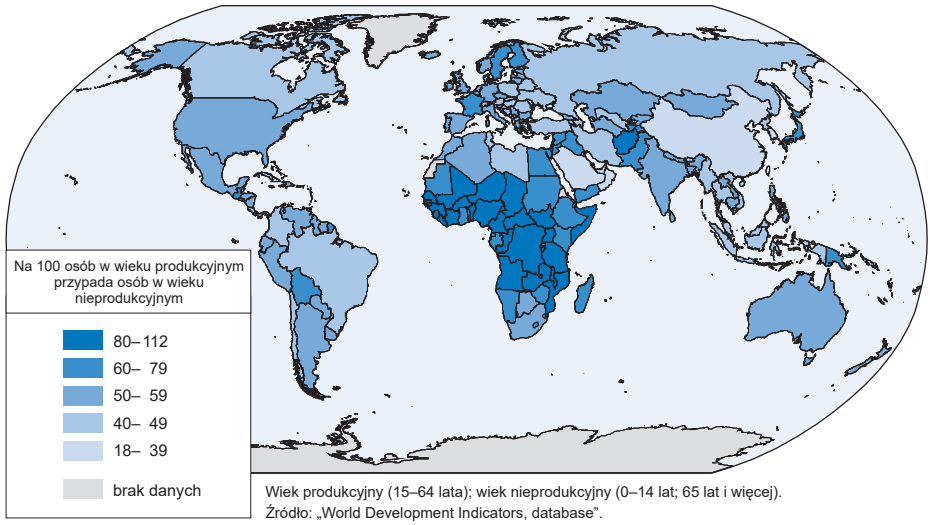 Na 100 osób w wieku produkcyjnym
przypada osób w wieku
nieprodukcyjnym
80– 112
60– 79
50– 59
40– 49
18– 39
brak danych
Wiek produkcyjny (15–64 lata); wiek nieprodukcyjny (0–14 lat; 65 lat i więcej).
Źródło: „World Development Indicators, database”.